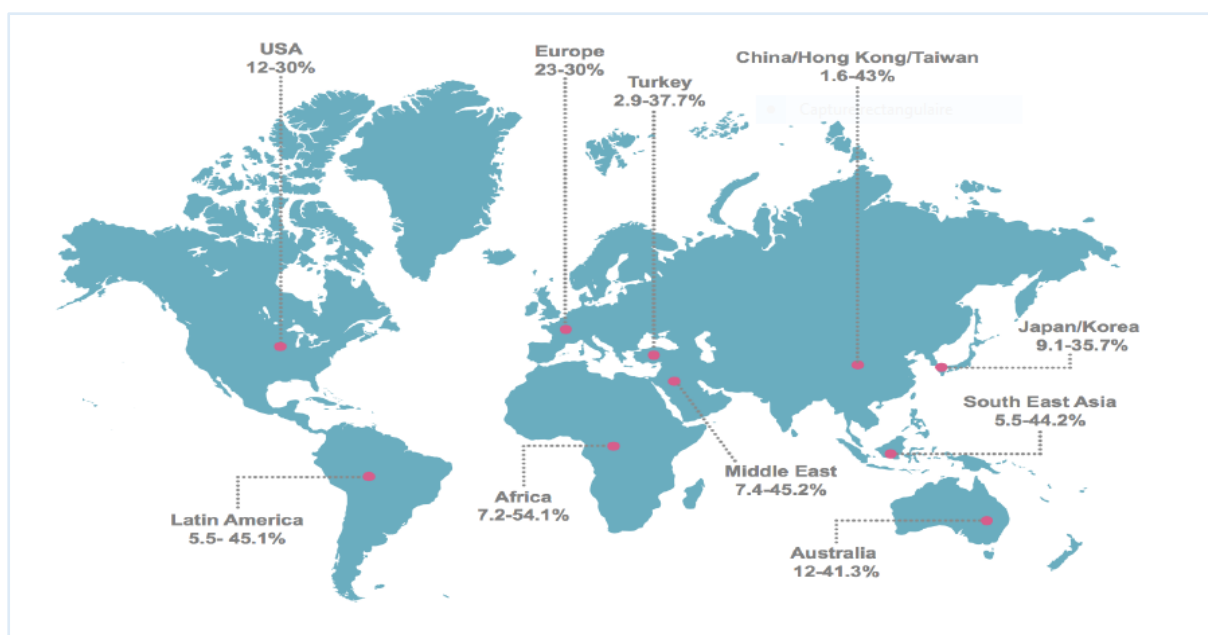 USA
12-30%
Europe
23-30%
Turkey
2.9-37.7%
China/Hong Kong/Taiwan
1.6-43%
Capture rectangulaire
Japan/Korea
9.1-35.7%
South East Asia
5.5-44.2%
Middle East
7.4-45.2%
Africa
7.2-54.1%
Latin America
5.5- 45.1%
Australia
12-41.3%